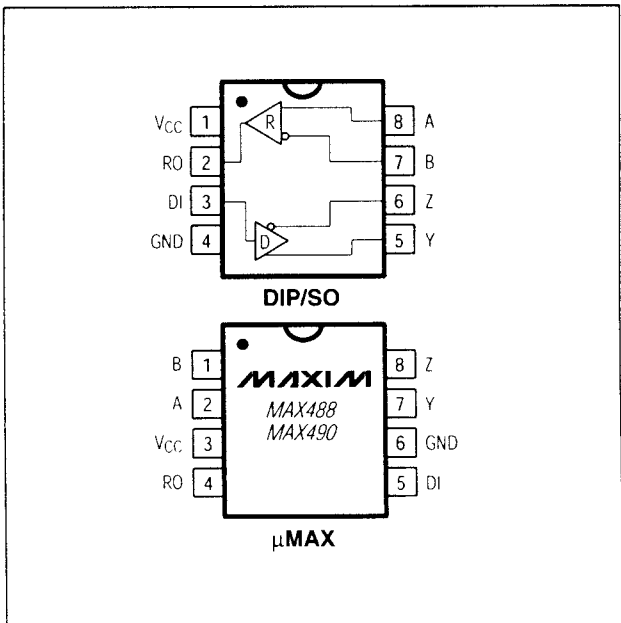 VCC 1 R 8 A
RO 2 7 B
DI 3 6 Z
GND 4 D 5 Y
DIP/SO
B 1 MAXIM 8 Z
A 2 MAX488 7 Y
MAX490
VCC 3 6 GND
RO 4 5 DI
μMAX